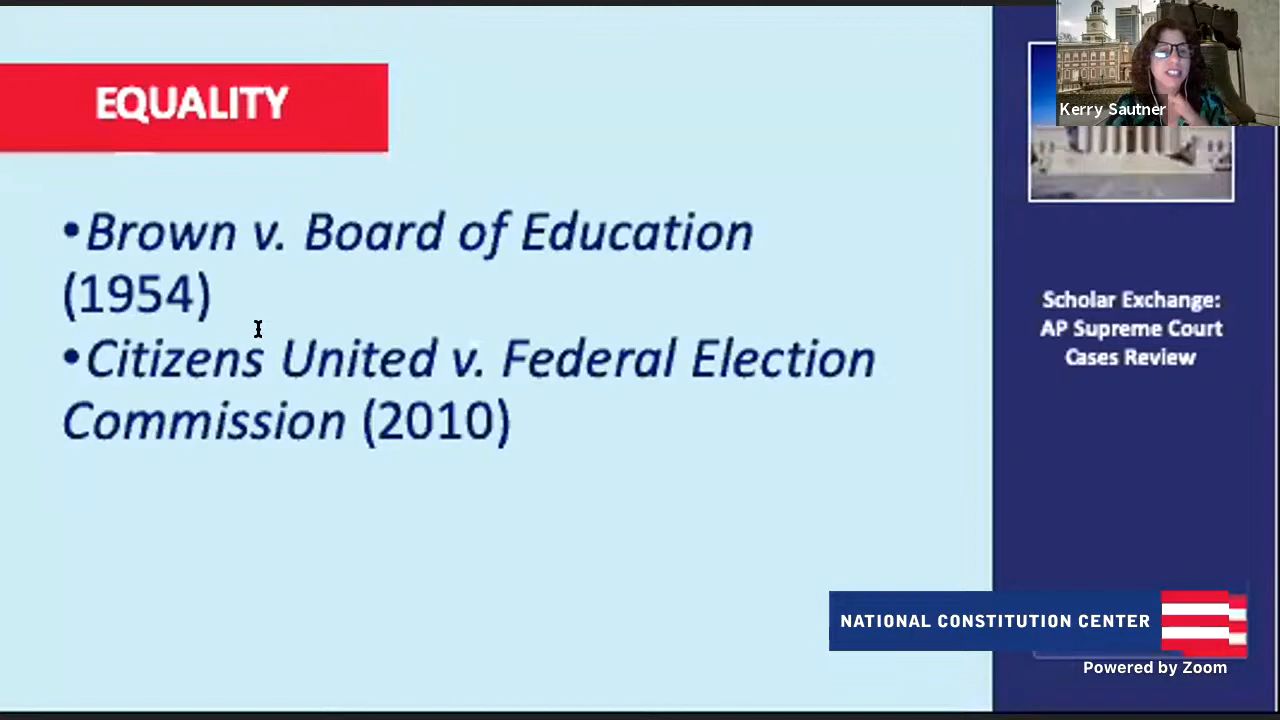 EQUALITY
•Brown v. Board of Education
(1954)
•Citizens United v. Federal Election
Commission (2010)
Kerry Sautner
Scholar Exchange:
AP Supreme Court
Cases Review
NATIONAL CONSTITUTION CENTER
Powered by Zoom